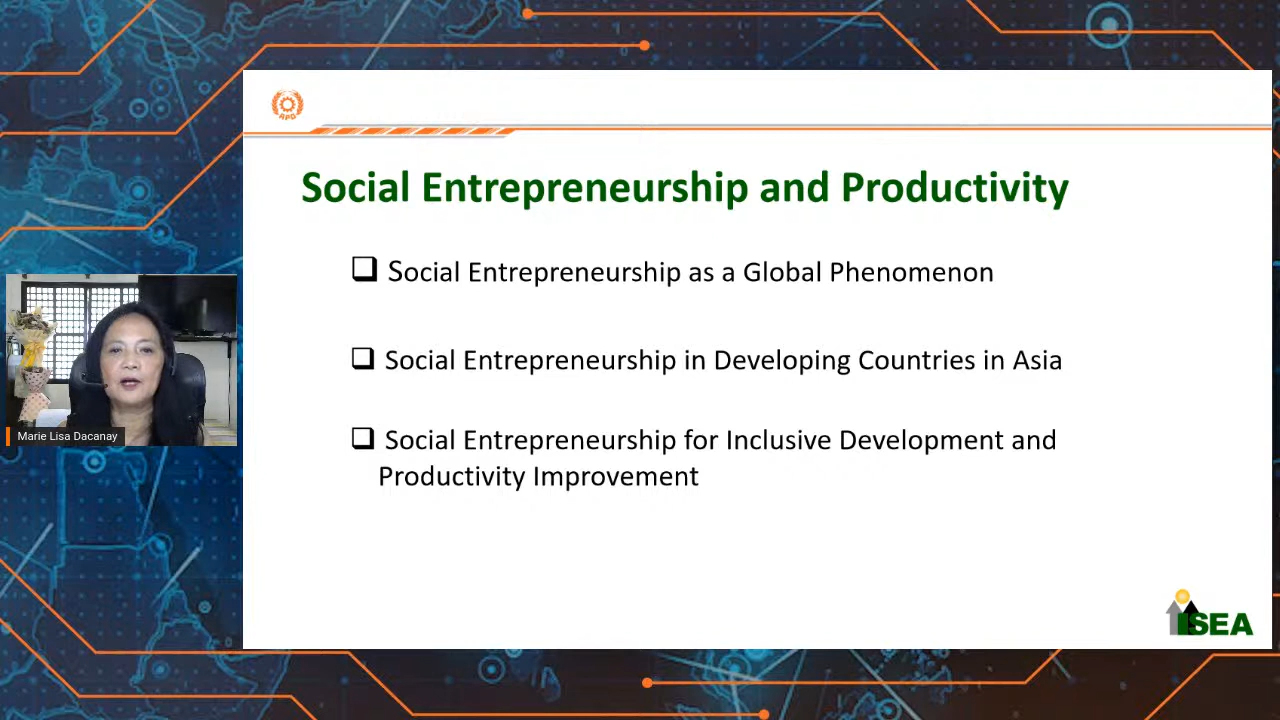 APO
Social Entrepreneurship and Productivity
❑ Social Entrepreneurship as a Global Phenomenon
❑ Social Entrepreneurship in Developing Countries in Asia
❑ Social Entrepreneurship for Inclusive Development and
Productivity Improvement
Marie Lisa Dacanay
ISEA